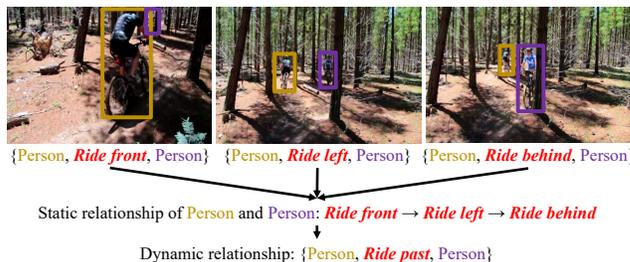 {Person, Ride front, Person} {Person, Ride left, Person} {Person, Ride behind, Person}
Static relationship of Person and Person: Ride front → Ride left → Ride behind
Dynamic relationship: {Person, Ride past, Person}